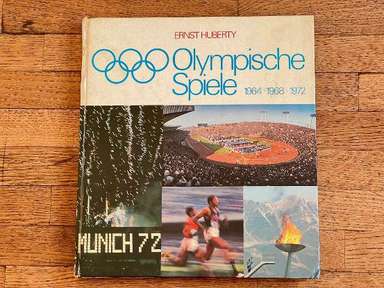 ERNST HUBERTY
Olympische
Spiele 1964 · 1968 · 1972
MUNICH 72